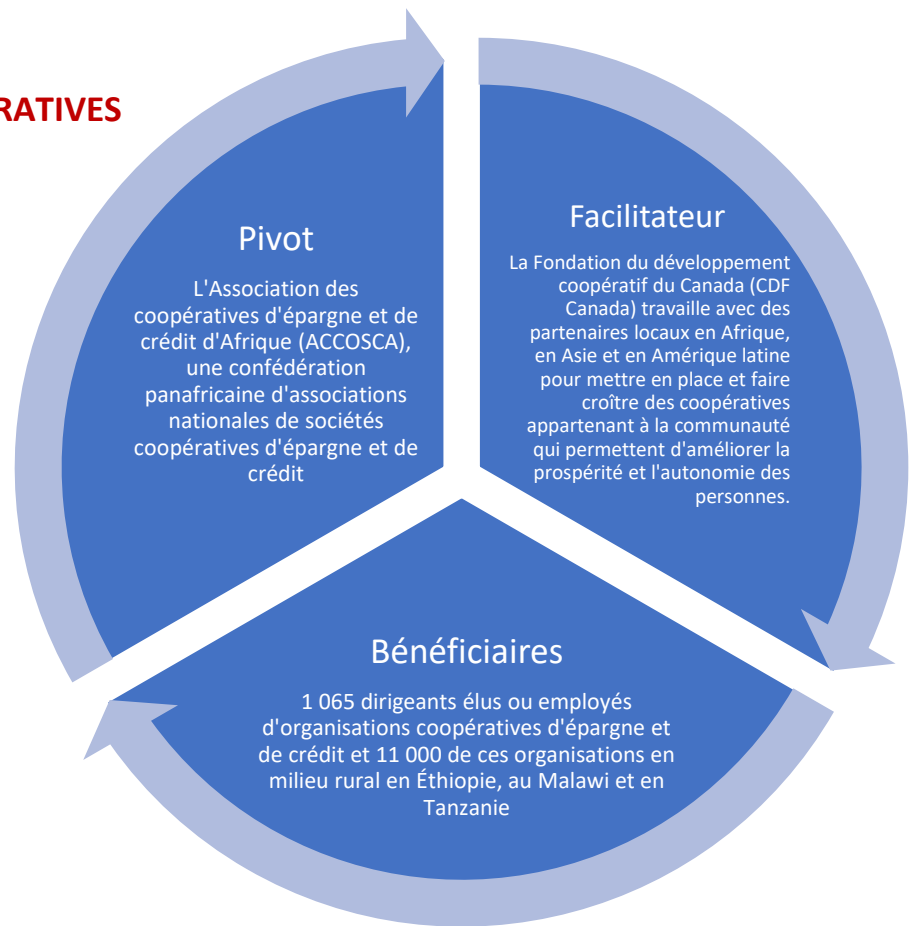 RATIVES
Pivot
L'Association des
coopératives d'épargne et de
crédit d'Afrique (ACCOSCA),
une confédération
panafricaine d'associations
nationales de sociétés
coopératives d'épargne et de
crédit
Facilitateur
La Fondation du développement
coopératif du Canada (CDF
Canada) travaille avec des
partenaires locaux en Afrique,
en Asie et en Amérique latine
pour mettre en place et faire
croître des coopératives
appartenant à la communauté
qui permettent d'améliorer la
prospérité et l'autonomie des
personnes.
Bénéficiaires
1 065 dirigeants élus ou employés
d'organisations coopératives d'épargne et
de crédit et 11 000 de ces organisations en
milieu rural en Éthiopie, au Malawi et en
Tanzanie